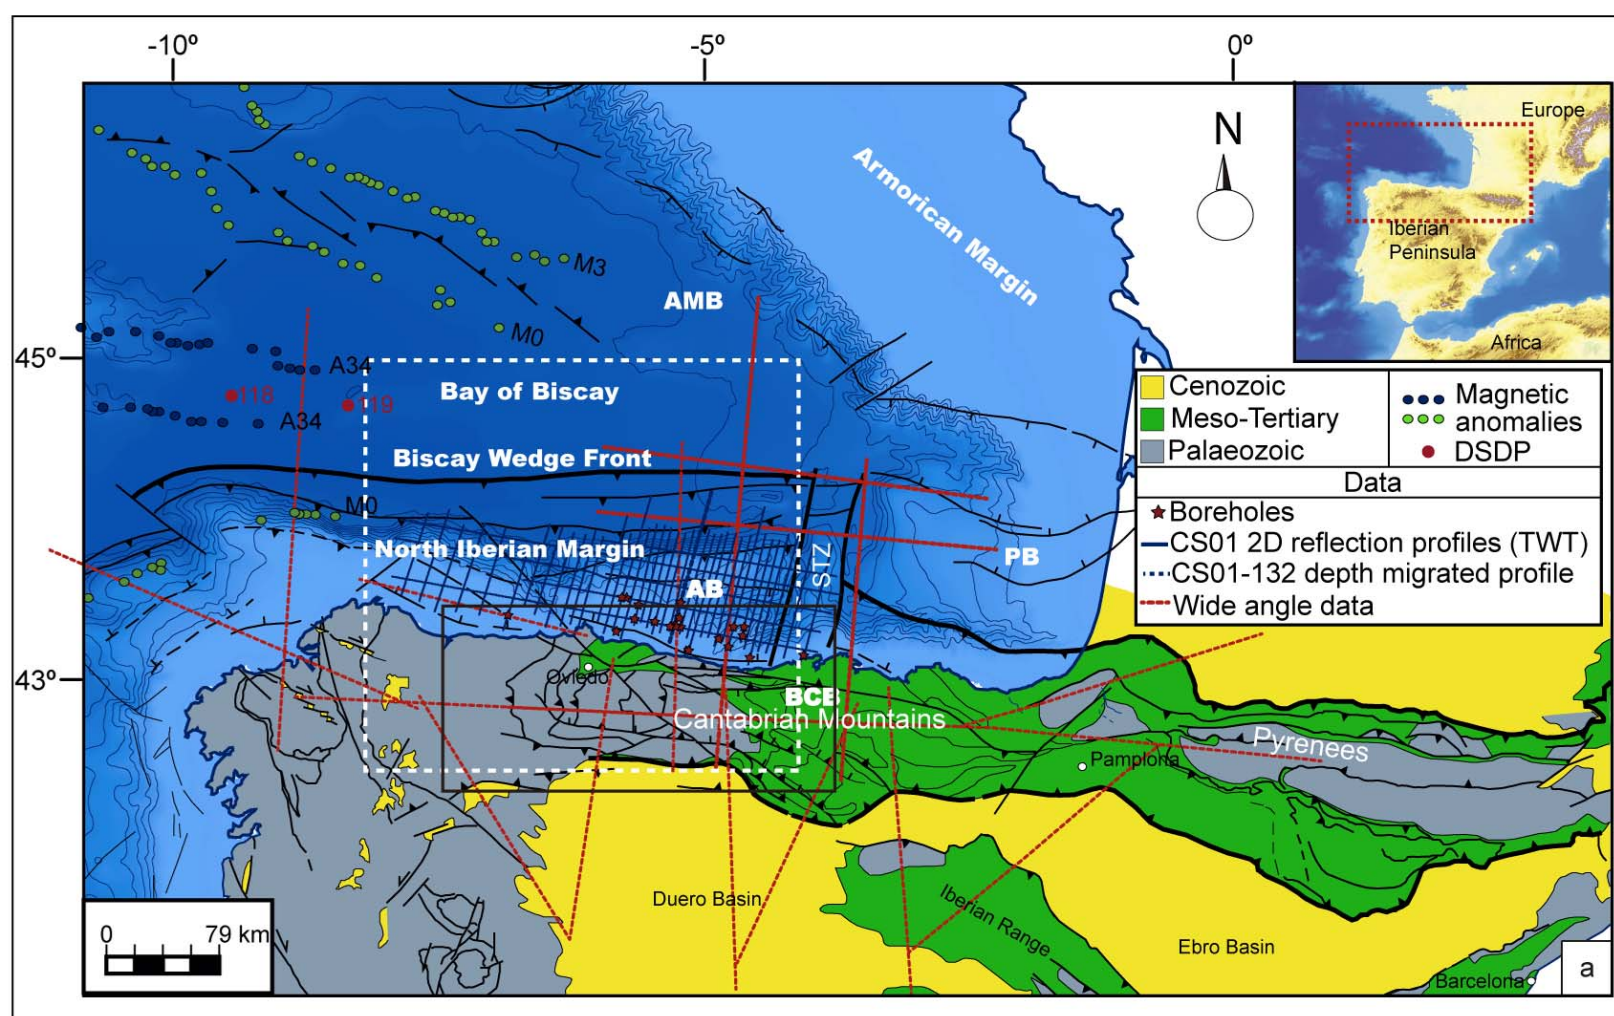 -10º
-5º
0º
N
Europe
Iberian
Peninsula
Africa
Armorican Margin
M3
AMB
M0
45º
A34
118
119
Bay of Biscay
A34
Biscay Wedge Front
M0
North Iberian Margin
AB
STZ
PB
Cenozoic
Meso-Tertiary
Palaeozoic
Magnetic
anomalies
DSDP
Data
Boreholes
CS01 2D reflection profiles (TWT)
CS01-132 depth migrated profile
Wide angle data
43º
Oviedo
BCB
Cantabrian Mountains
Pyrenees
Pamplona
Duero Basin
Iberian Range
Ebro Basin
Barcelona
0
79 km
a